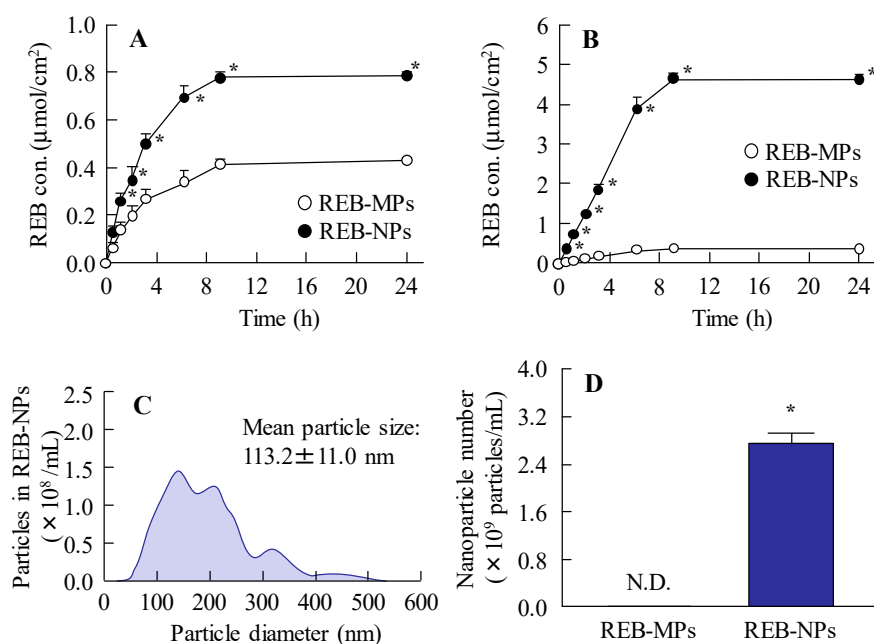 A
REB con. (μmol/cm²)
1.0
0.8
0.6
0.4
0.2
0.0
*
*
*
*
*
*
REB-MPs
REB-NPs
0 4 8 12 16 20 24
Time (h)
B
REB con. (μmol/cm²)
6
5
4
3
2
1
0
*
*
*
*
*
*
*
REB-MPs
REB-NPs
0 4 8 12 16 20 24
Time (h)
C
Particles in REB-NPs
(×10⁸/mL)
2.5
2.0
1.5
1.0
0.5
0.0
Mean particle size:
113.2±11.0 nm
0 100 200 300 400 500 600
Particle diameter (nm)
D
Nanoparticle number
(×10⁹ particles/mL)
4.0
3.2
2.4
1.6
0.8
0.0
*
N.D.
REB-MPs REB-NPs